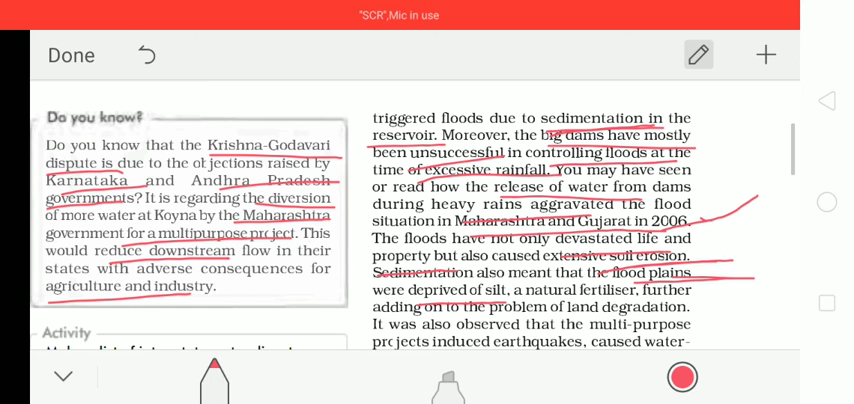 "SCR",Mic in use
Done
Do you know?
Do you know that the Krishna-Godavari
dispute is due to the objections raised by
Karnataka and Andhra Pradesh
governments? It is regarding the diversion
of more water at Koyna by the Maharashtra
government for a multipurpose project. This
would reduce downstream flow in their
states with adverse consequences for
agriculture and industry.
Activity
triggered floods due to sedimentation in the
reservoir. Moreover, the big dams have mostly
been unsuccessful in controlling floods at the
time of excessive rainfall. You may have seen
or read how the release of water from dams
during heavy rains aggravated the flood
situation in Maharashtra and Gujarat in 2006.
The floods have not only devastated life and
property but also caused extensive soil erosion.
Sedimentation also meant that the flood plains
were deprived of silt, a natural fertiliser, further
adding on to the problem of land degradation.
It was also observed that the multi-purpose
projects induced earthquakes, caused water-